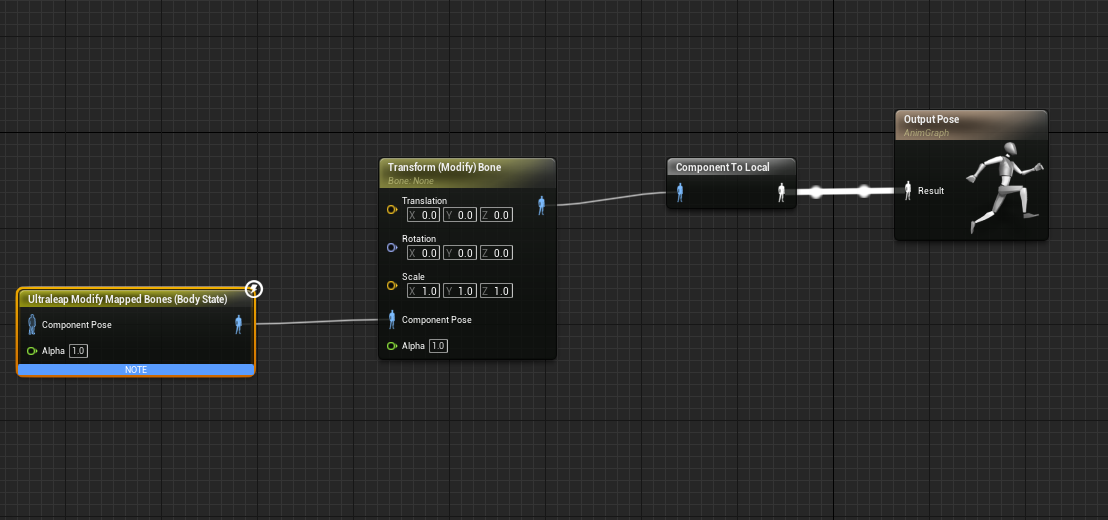 Output Pose
AnimGraph
Result
Component To Local
Transform (Modify) Bone
Bone: None
Translation
X 0.0 Y 0.0 Z 0.0
Rotation
X 0.0 Y 0.0 Z 0.0
Scale
X 1.0 Y 1.0 Z 1.0
Component Pose
Alpha 1.0
Ultraleap Modify Mapped Bones (Body State)
Component Pose
Alpha 1.0
NOTE